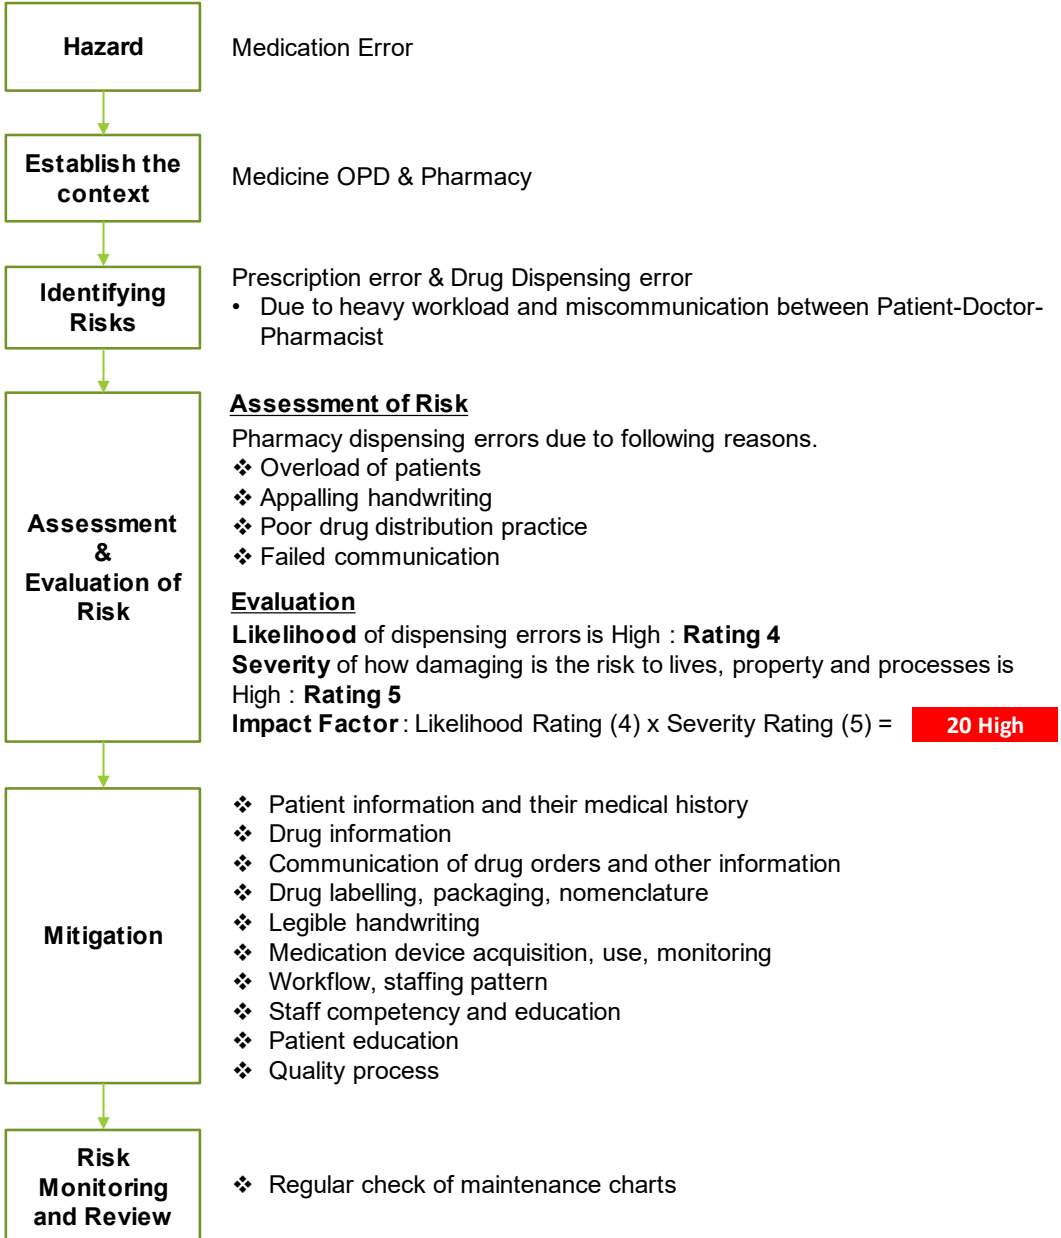 Hazard
Medication Error
Establish the
context
Medicine OPD & Pharmacy
Identifying
Risks
Prescription error & Drug Dispensing error
• Due to heavy workload and miscommunication between Patient-Doctor-
Pharmacist
Assessment
&
Evaluation of
Risk
Assessment of Risk
Pharmacy dispensing errors due to following reasons.
❖ Overload of patients
❖ Appalling handwriting
❖ Poor drug distribution practice
❖ Failed communication
Evaluation
Likelihood of dispensing errors is High : Rating 4
Severity of how damaging is the risk to lives, property and processes is
High : Rating 5
Impact Factor : Likelihood Rating (4) x Severity Rating (5) = 20 High
Mitigation
❖ Patient information and their medical history
❖ Drug information
❖ Communication of drug orders and other information
❖ Drug labelling, packaging, nomenclature
❖ Legible handwriting
❖ Medication device acquisition, use, monitoring
❖ Workflow, staffing pattern
❖ Staff competency and education
❖ Patient education
❖ Quality process
Risk
Monitoring
and Review
❖ Regular check of maintenance charts